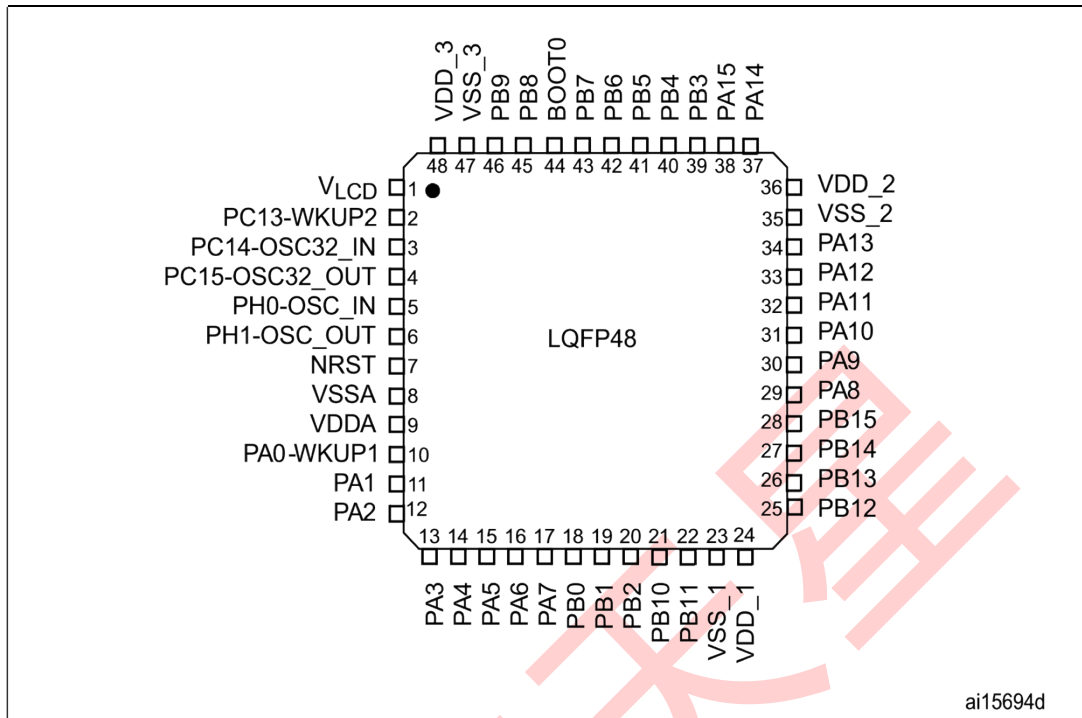 VDD_3
VSS_3
PB9
PB8
BOOT0
PB7
PB6
PB5
PB4
PB3
PA15
PA14
48 47 46 45 44 43 42 41 40 39 38 37
VLCD 1
PC13-WKUP2 2
PC14-OSC32_IN 3
PC15-OSC32_OUT 4
PH0-OSC_IN 5
PH1-OSC_OUT 6
NRST 7
VSSA 8
VDDA 9
PA0-WKUP1 10
PA1 11
PA2 12
LQFP48
36 VDD_2
35 VSS_2
34 PA13
33 PA12
32 PA11
31 PA10
30 PA9
29 PA8
28 PB15
27 PB14
26 PB13
25 PB12
13 14 15 16 17 18 19 20 21 22 23 24
PA3
PA4
PA5
PA6
PA7
PB0
PB1
PB2
PB10
PB11
VSS_1
VDD_1
天星
ai15694d